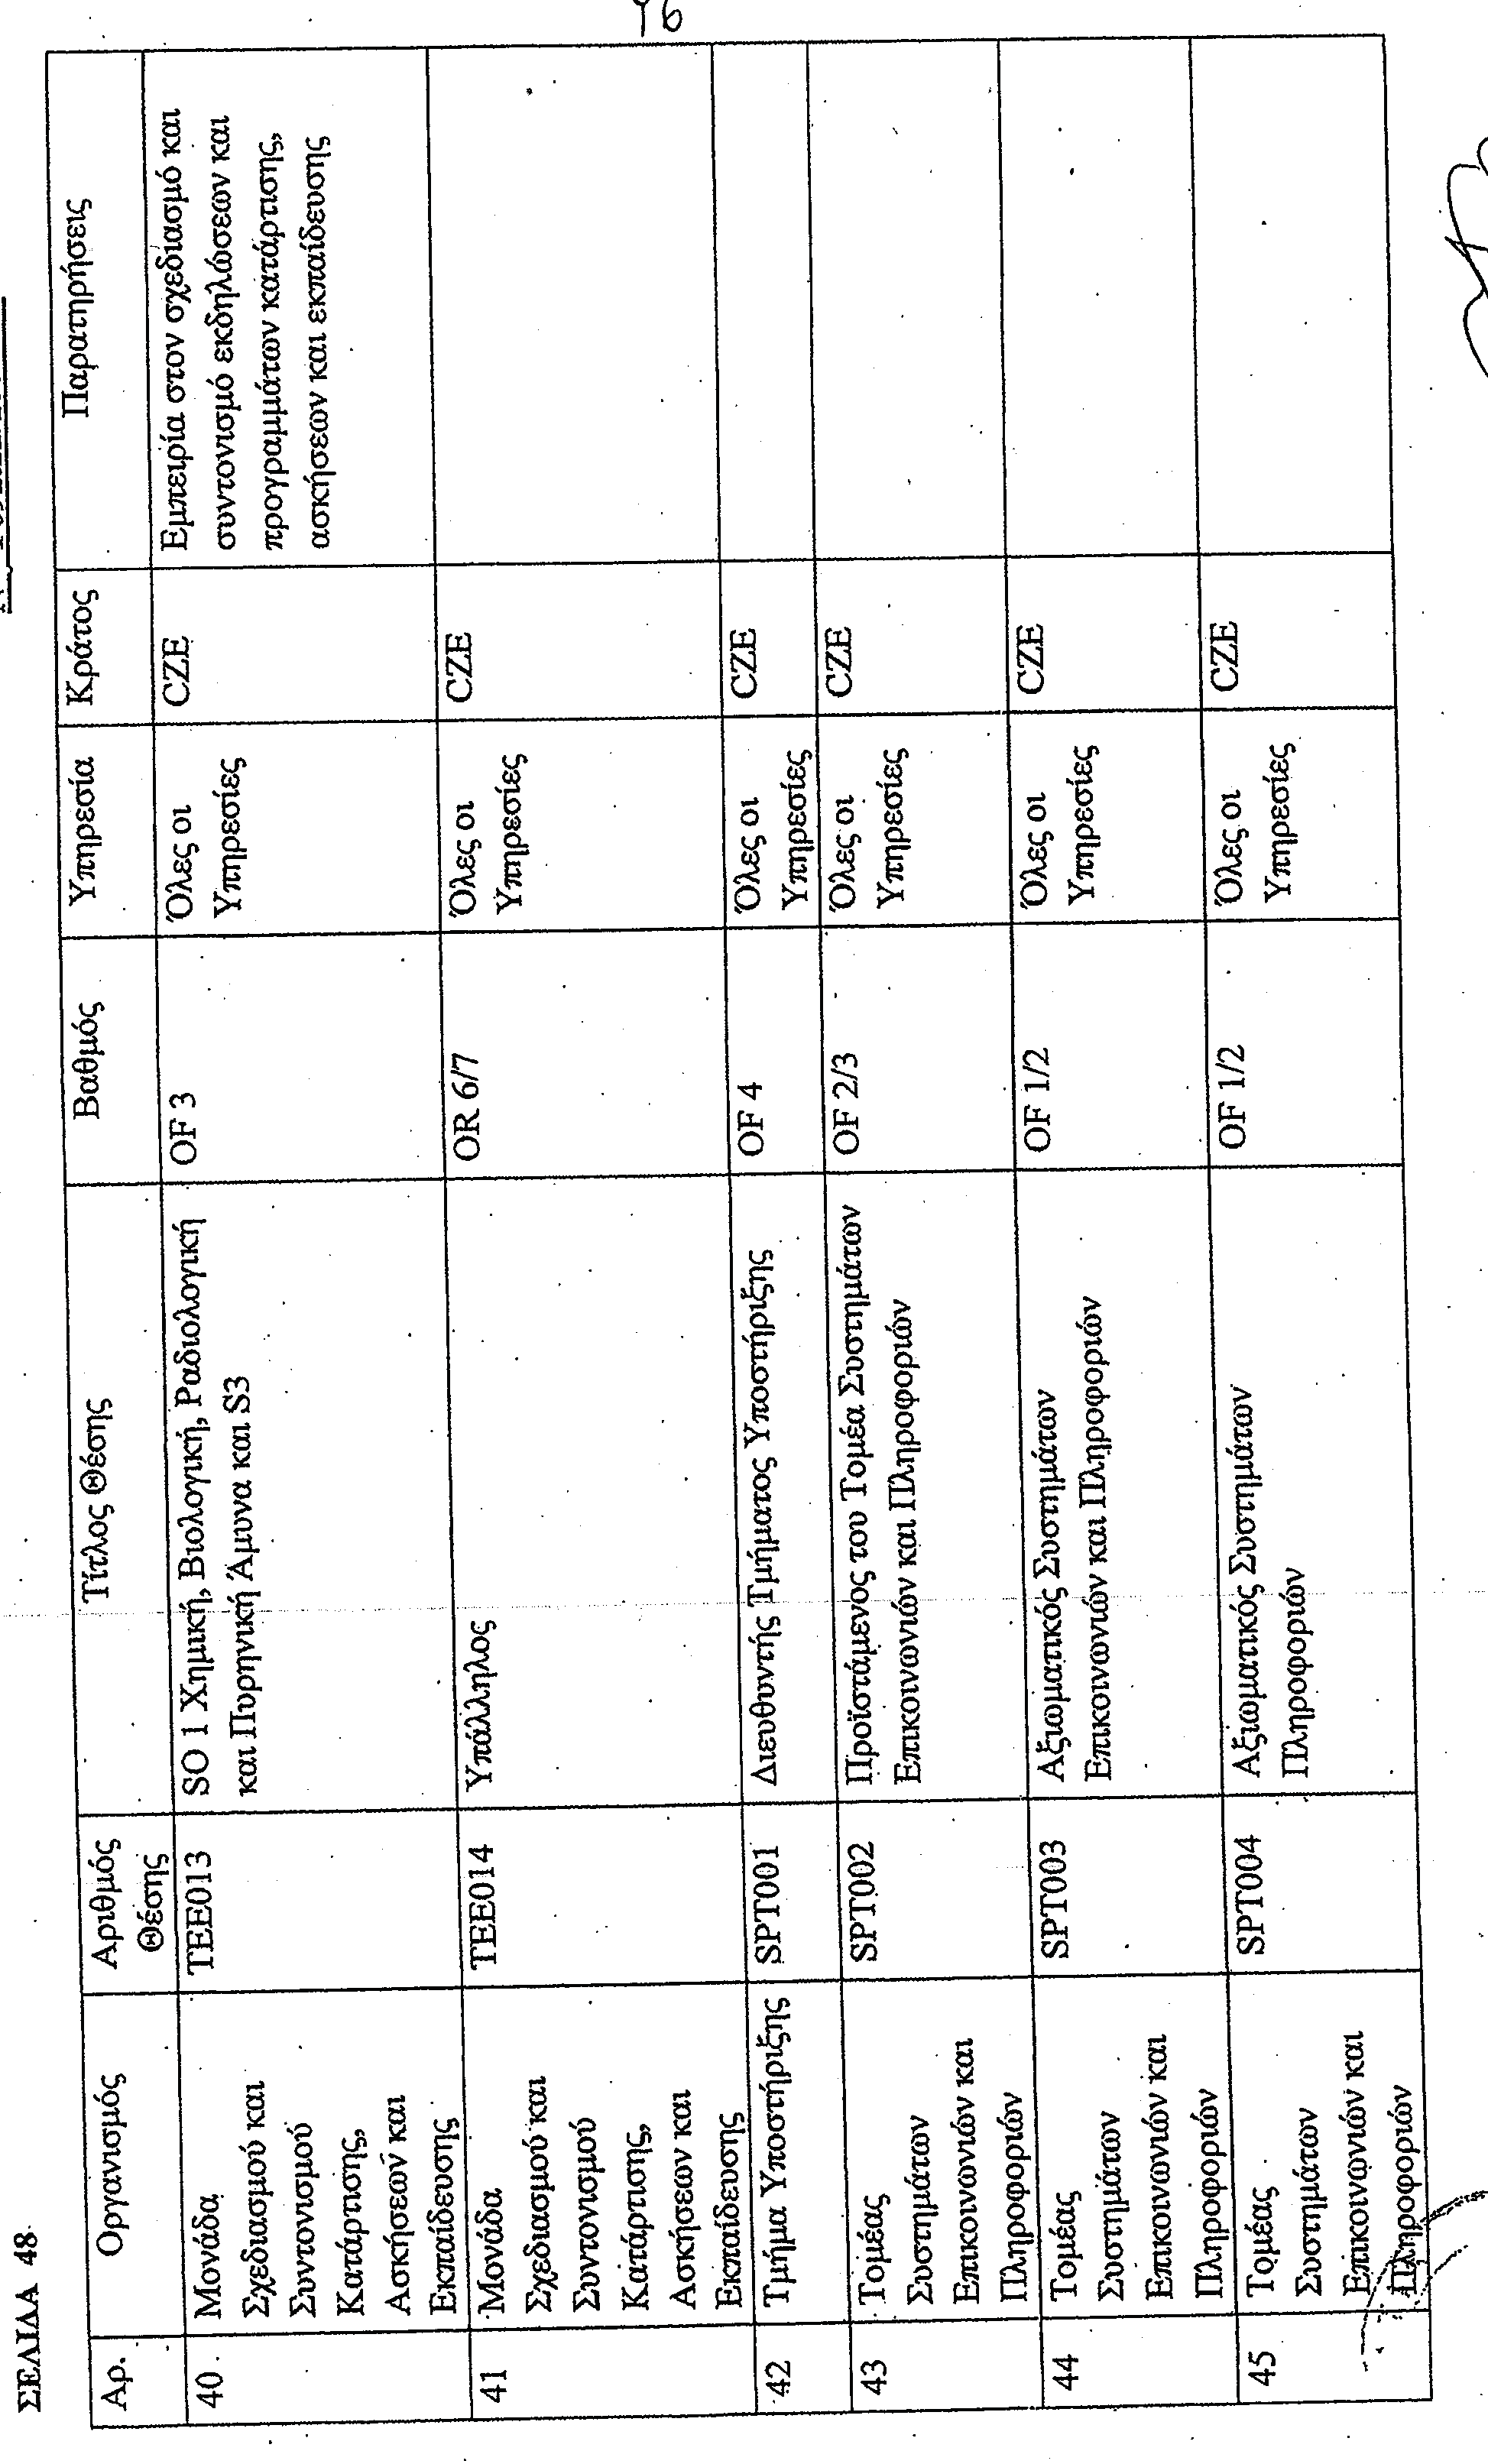 ΣΕΛΙΔΑ 48
96
Αρ. Οργανισμός Αριθμός Θέσης Τίτλος Θέσης Βαθμός Υπηρεσία Κράτος Παρατηρήσεις
40 Μονάδα Σχεδιασμού και Συντονισμού Κατάρτισης, Ασκήσεων και Εκπαίδευσης TEE013 SO 1 Χημική, Βιολογική, Ραδιολογική και Πυρηνική Άμυνα και S3 OF 3 Όλες οι Υπηρεσίες CZE Εμπειρία στον σχεδιασμό και συντονισμό εκδηλώσεων και προγραμμάτων κατάρτισης, ασκήσεων και εκπαίδευσης
41 Μονάδα Σχεδιασμού και Συντονισμού Κατάρτισης, Ασκήσεων και Εκπαίδευσης TEE014 Υπάλληλος OR 6/7 Όλες οι Υπηρεσίες CZE
42 Τμήμα Υποστήριξης SPT001 Διευθυντής Τμήματος Υποστήριξης OF 4 Όλες οι Υπηρεσίες CZE
43 Τομέας Συστημάτων Επικοινωνιών και Πληροφοριών SPT002 Προϊστάμενος του Τομέα Συστημάτων Επικοινωνιών και Πληροφοριών OF 2/3 Όλες οι Υπηρεσίες CZE
44 Τομέας Συστημάτων Επικοινωνιών και Πληροφοριών SPT003 Αξιωματικός Συστημάτων Επικοινωνιών και Πληροφοριών OF 1/2 Όλες οι Υπηρεσίες CZE
45 Τομέας Συστημάτων Επικοινωνιών και Πληροφοριών SPT004 Αξιωματικός Συστημάτων Πληροφοριών OF 1/2 Όλες οι Υπηρεσίες CZE